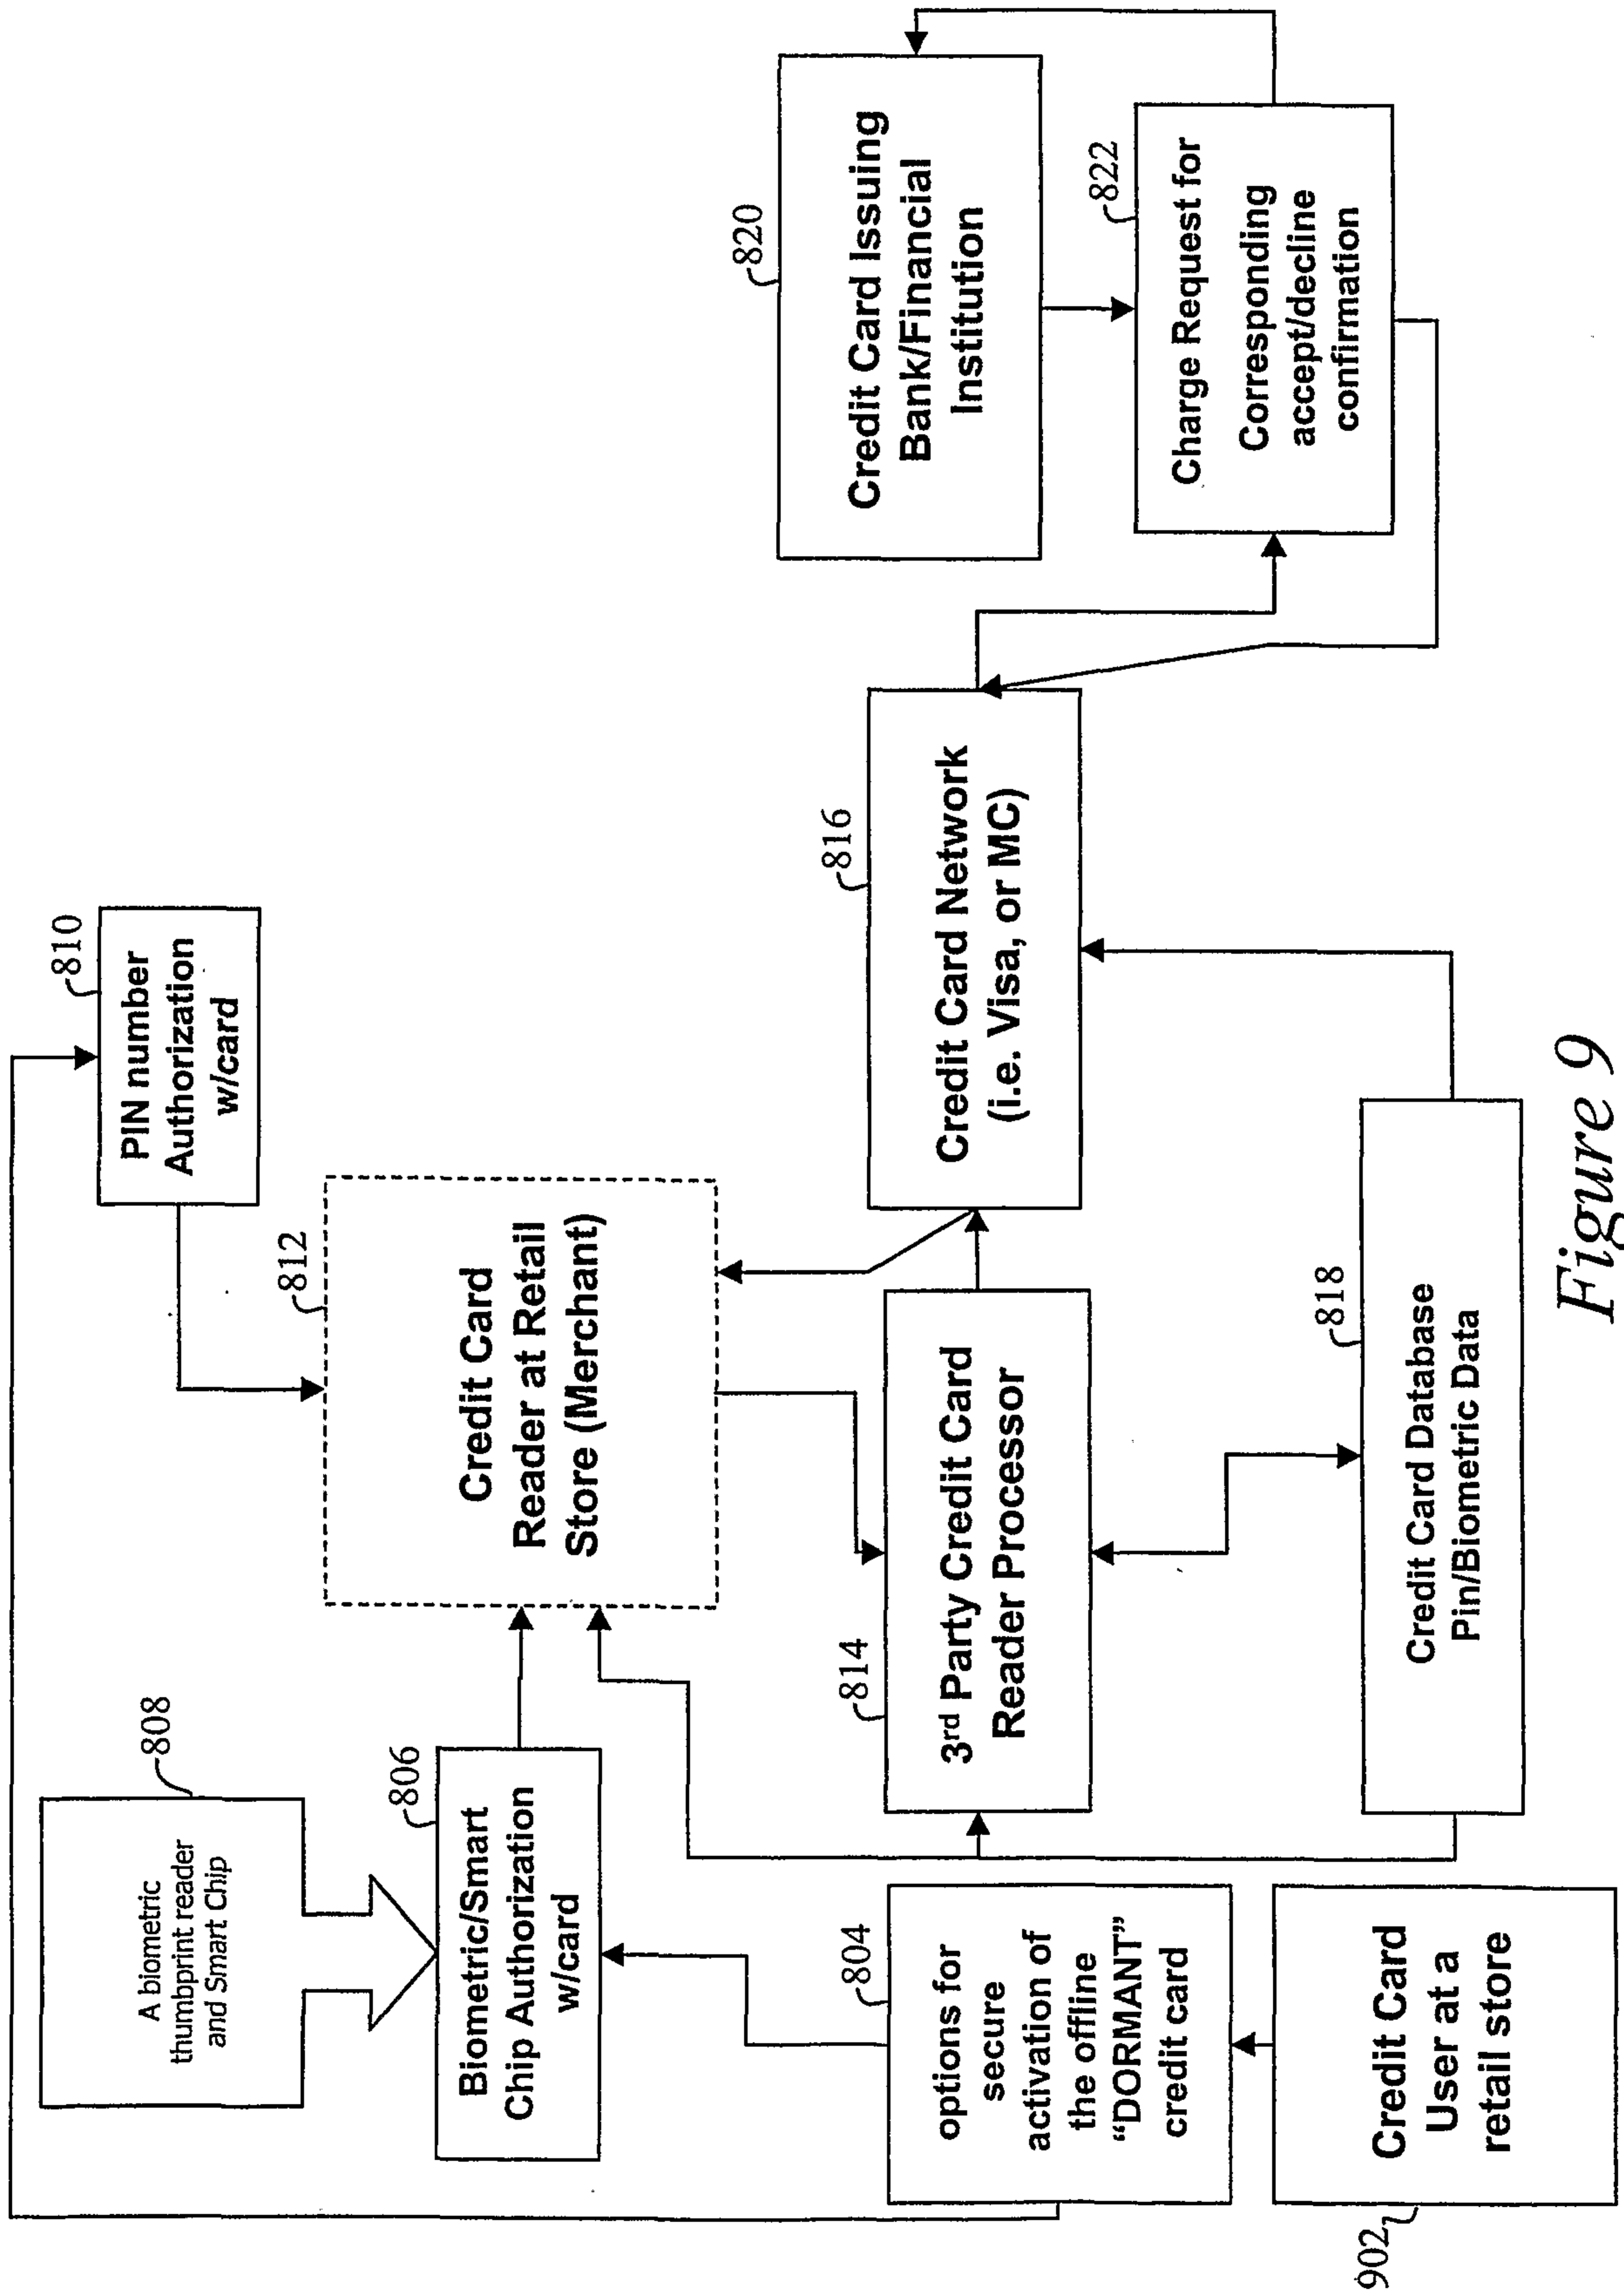 808
A biometric
thumbprint reader
and Smart Chip
806
Biometric/Smart
Chip Authorization
w/card
810
PIN number
Authorization
w/card
812
Credit Card
Reader at Retail
Store (Merchant)
804
options for
secure
activation of
the offline
“DORMANT”
credit card
902
Credit Card
User at a
retail store
814
3rd Party Credit Card
Reader Processor
816
Credit Card Network
(i.e. Visa, or MC)
818
Credit Card Database
Pin/Biometric Data
820
Credit Card Issuing
Bank/Financial
Institution
822
Charge Request for
Corresponding
accept/decline
confirmation
Figure 9